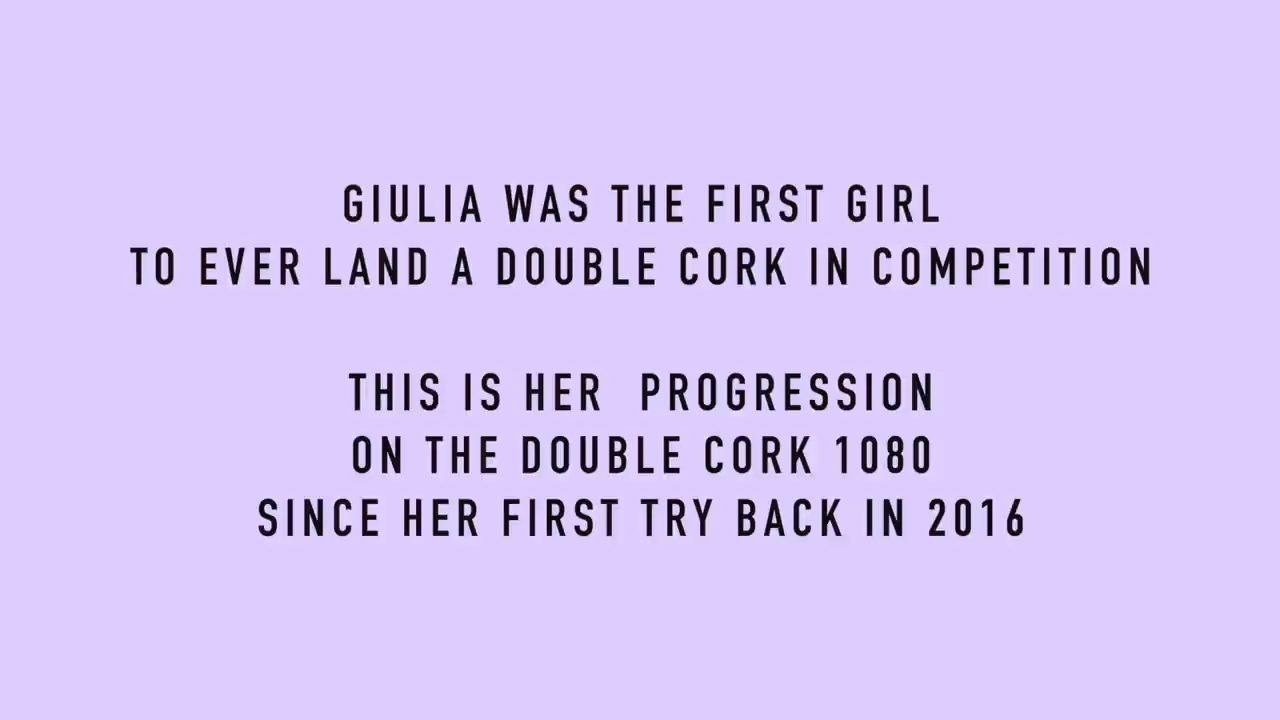 GIULIA WAS THE FIRST GIRL
TO EVER LAND A DOUBLE CORK IN COMPETITION
THIS IS HER  PROGRESSION
ON THE DOUBLE CORK 1080
SINCE HER FIRST TRY BACK IN 2016